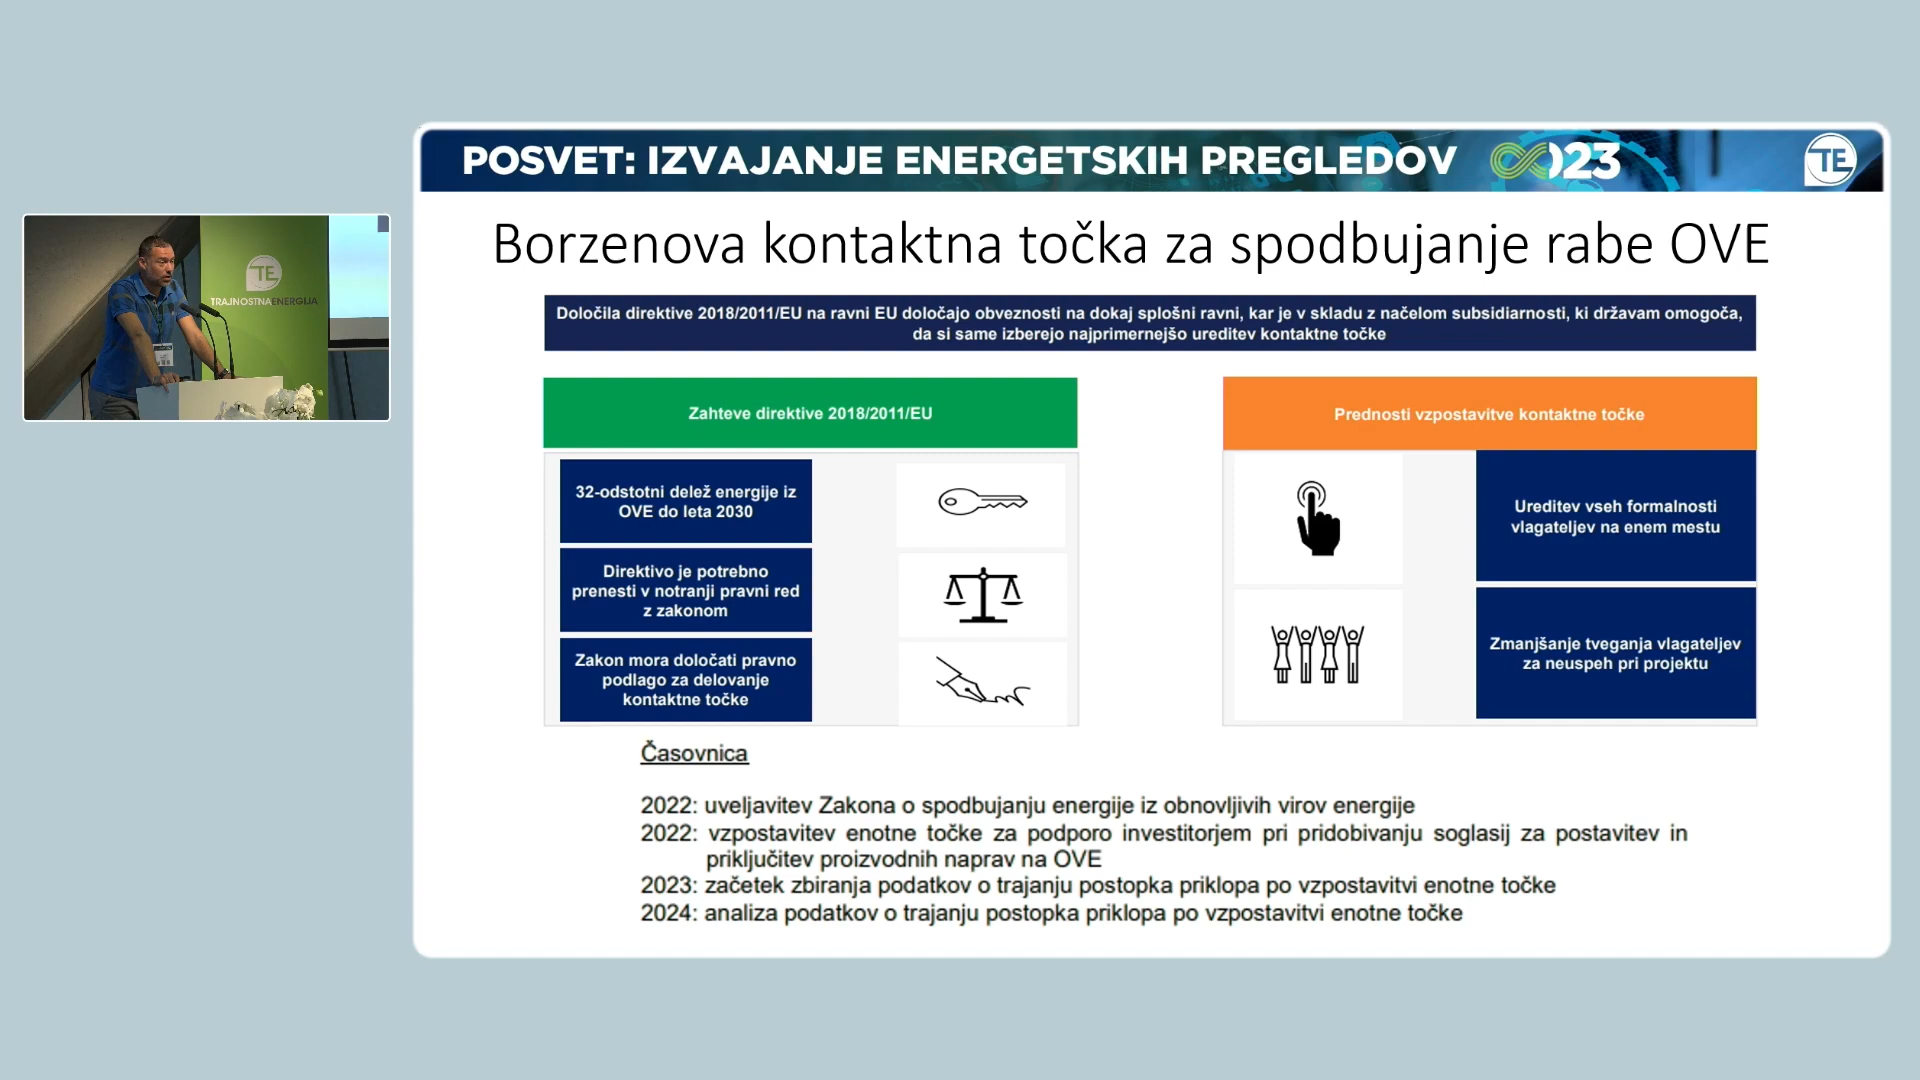 POSVET: IZVAJANJE ENERGETSKIH PREGLEDOV 2023
TE
Borzenova kontaktna točka za spodbujanje rabe OVE
Določila direktive 2018/2011/EU na ravni EU določajo obveznosti na dokaj splošni ravni, kar je v skladu z načelom subsidiarnosti, ki državam omogoča,
da si same izberejo najprimernejšo ureditev kontaktne točke
Zahteve direktive 2018/2011/EU
32-odstotni delež energije iz
OVE do leta 2030
Direktivo je potrebno
prenesti v notranji pravni red
z zakonom
Zakon mora določati pravno
podlago za delovanje
kontaktne točke
Prednosti vzpostavitve kontaktne točke
Ureditev vseh formalnosti
vlagateljev na enem mestu
Zmanjšanje tveganja vlagateljev
za neuspeh pri projektu
Časovnica
2022: uveljavitev Zakona o spodbujanju energije iz obnovljivih virov energije
2022: vzpostavitev enotne točke za podporo investitorjem pri pridobivanju soglasij za postavitev in
priključitev proizvodnih naprav na OVE
2023: začetek zbiranja podatkov o trajanju postopka priklopa po vzpostavitvi enotne točke
2024: analiza podatkov o trajanju postopka priklopa po vzpostavitvi enotne točke
TE
TRAJNOSTNAENERGIJA